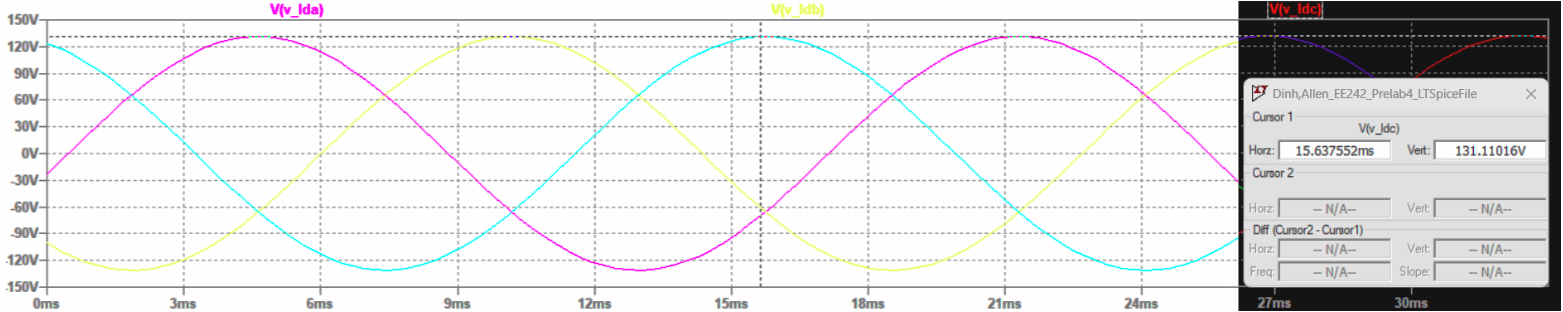 V(v_lda) V(v_ldb) V(v_ldc)
150V
120V
90V
60V
30V
0V
-30V
-60V
-90V
-120V
-150V
0ms 3ms 6ms 9ms 12ms 15ms 18ms 21ms 24ms 27ms 30ms
Dinh,Allen_EE242_Prelab4_LTSpiceFile
Cursor 1
V(v_ldc)
Horz: 15.637552ms Vert: 131.11016V
Cursor 2
Horz: -- N/A-- Vert: -- N/A--
Diff (Cursor2 - Cursor1)
Horz: -- N/A-- Vert: -- N/A--
Freq: -- N/A-- Slope: -- N/A--